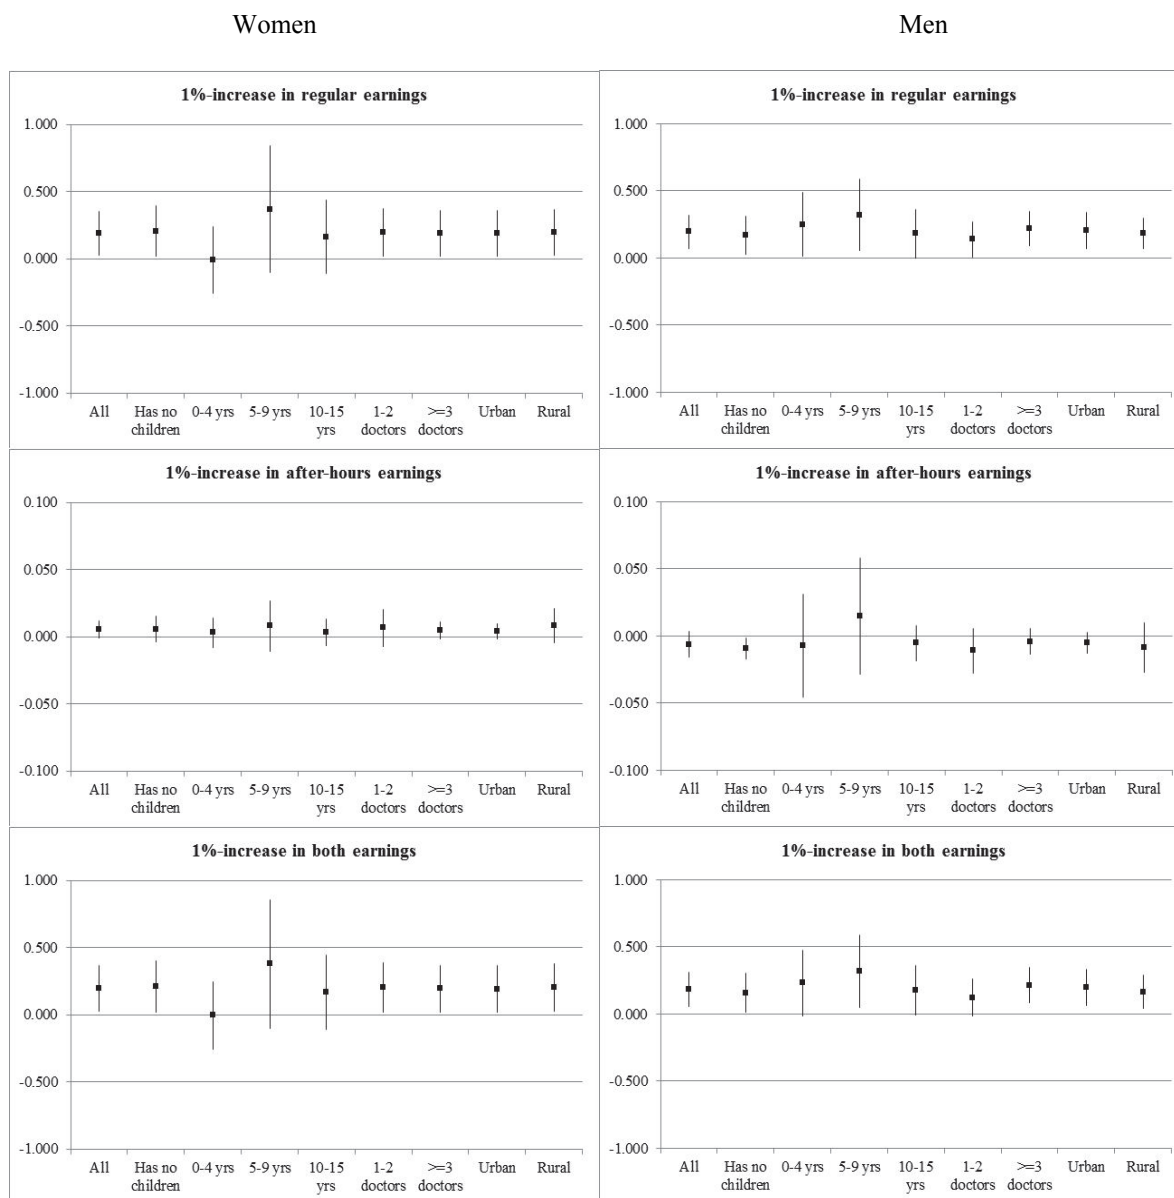 Women Men
1%-increase in regular earnings
1.000
0.500
0.000
-0.500
-1.000
All Has no children 0-4 yrs 5-9 yrs 10-15 yrs 1-2 doctors >=3 doctors Urban Rural
1%-increase in regular earnings
1.000
0.500
0.000
-0.500
-1.000
All Has no children 0-4 yrs 5-9 yrs 10-15 yrs 1-2 doctors >=3 doctors Urban Rural
1%-increase in after-hours earnings
0.100
0.050
0.000
-0.050
-0.100
All Has no children 0-4 yrs 5-9 yrs 10-15 yrs 1-2 doctors >=3 doctors Urban Rural
1%-increase in after-hours earnings
0.100
0.050
0.000
-0.050
-0.100
All Has no children 0-4 yrs 5-9 yrs 10-15 yrs 1-2 doctors >=3 doctors Urban Rural
1%-increase in both earnings
1.000
0.500
0.000
-0.500
-1.000
All Has no children 0-4 yrs 5-9 yrs 10-15 yrs 1-2 doctors >=3 doctors Urban Rural
1%-increase in both earnings
1.000
0.500
0.000
-0.500
-1.000
All Has no children 0-4 yrs 5-9 yrs 10-15 yrs 1-2 doctors >=3 doctors Urban Rural